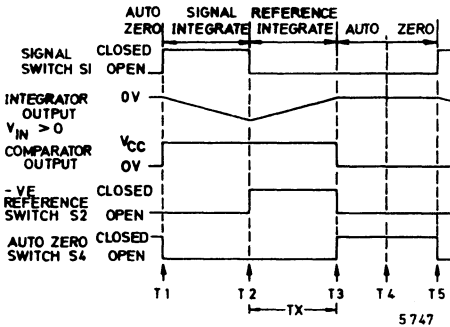 AUTO ZERO
SIGNAL INTEGRATE
REFERENCE INTEGRATE
AUTO ZERO
SIGNAL SWITCH S1
CLOSED
OPEN
INTEGRATOR OUTPUT
V_IN > 0
0V
COMPARATOR OUTPUT
V_CC
0V
-VE REFERENCE SWITCH S2
CLOSED
OPEN
AUTO ZERO SWITCH S4
CLOSED
OPEN
T1 T2 T3 T4 T5
TX
5747